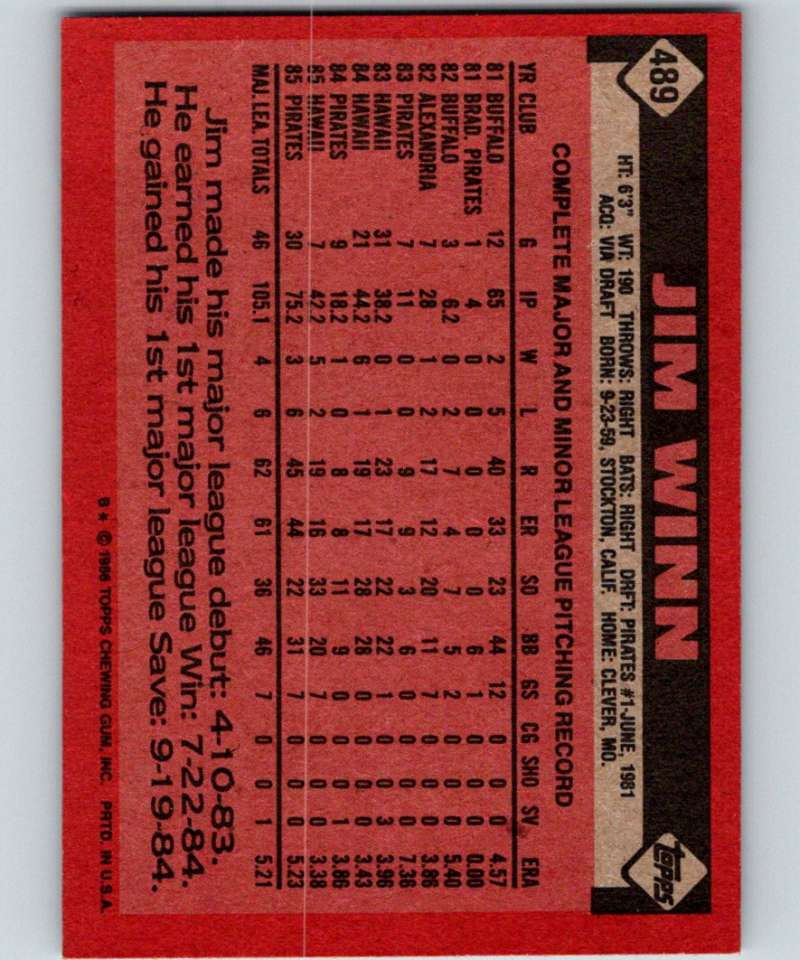 489
JIM WINN
topps
HT: 6'3" WT: 190 THROWS: RIGHT BATS: RIGHT DRFT: PIRATES #1-JUNE, 1981
ACQ: VIA DRAFT BORN: 9-23-59, STOCKTON, CALIF. HOME: CLEVER, MO.
COMPLETE MAJOR AND MINOR LEAGUE PITCHING RECORD
YR CLUB G IP W L R ER SO BB GS CG SHO SV ERA
81 BUFFALO 12 65 2 5 40 33 23 44 12 0 0 0 4.57
81 BRAD. PIRATES 1 4 0 0 0 0 0 6 1 0 0 0 0.00
82 BUFFALO 3 6.2 0 2 7 4 7 5 2 0 0 0 5.40
82 ALEXANDRIA 7 28 1 2 17 12 20 11 7 0 0 0 3.86
83 PIRATES 7 11 0 0 9 9 3 6 0 0 0 0 7.36
83 HAWAII 31 38.2 0 1 23 17 22 22 1 0 0 3 3.96
84 HAWAII 21 44.2 6 1 19 17 28 28 0 0 0 0 3.43
84 PIRATES 9 18.2 1 0 8 8 11 9 0 0 0 1 3.86
85 HAWAII 7 42.2 5 2 19 16 33 20 7 0 0 0 3.38
85 PIRATES 30 75.2 3 6 45 44 22 31 7 0 0 0 5.23
MAJ. LEA. TOTALS 46 105.1 4 6 62 61 36 46 7 0 0 1 5.21
Jim made his major league debut: 4-10-83.
He earned his 1st major league Win: 7-22-84.
He gained his 1st major league Save: 9-19-84.
B* © 1986 TOPPS CHEWING GUM, INC. PRTD. IN U.S.A.